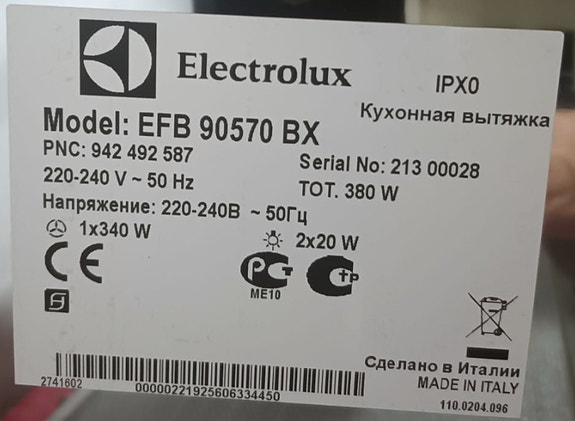 Electrolux
IPX0
Кухонная вытяжка
Model: EFB 90570 BX
PNC: 942 492 587
Serial No: 213 00028
220-240 V ~ 50 Hz
TOT. 380 W
Напряжение: 220-240В ~ 50Гц
1x340 W
2x20 W
CE
РСТ
ME10
Стр
Сделано в Италии
MADE IN ITALY
2741602
00000221925606334450
110.0204.096